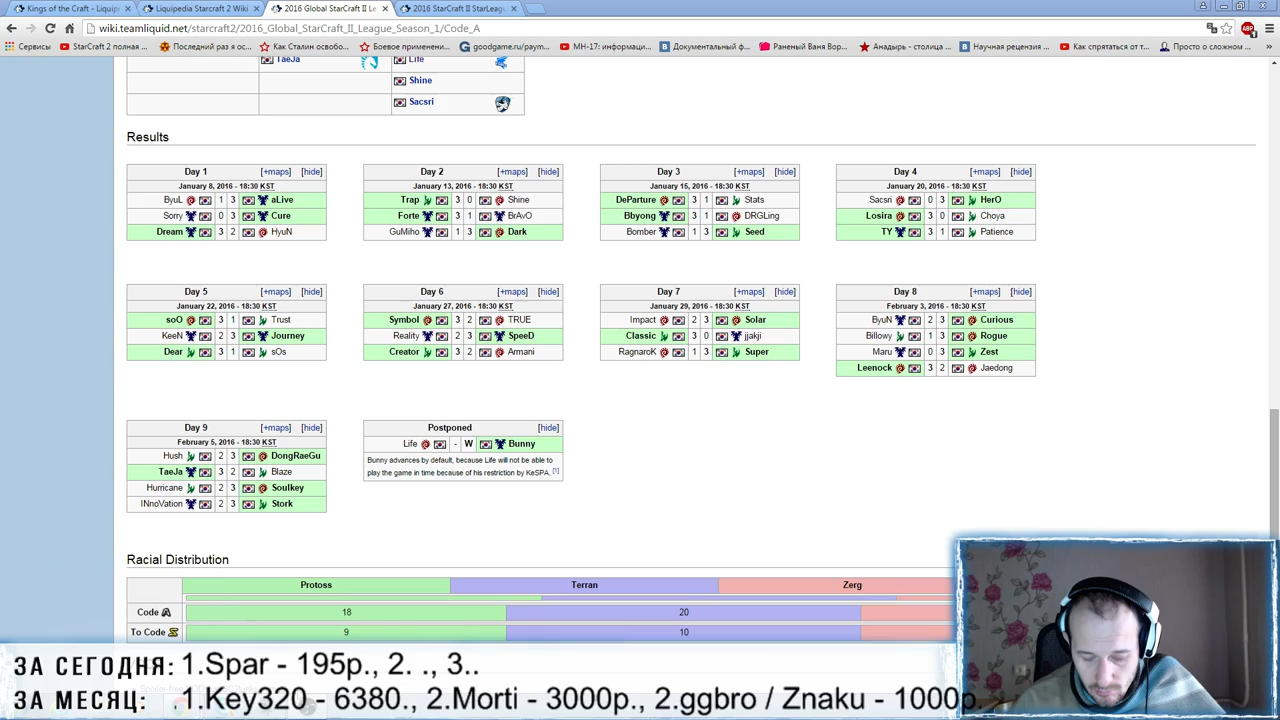 Kings of the Craft - Liquip
Liquipedia Starcraft 2 Wiki
2016 Global StarCraft II Le
2016 StarCraft II StarLeag
wiki.teamliquid.net/starcraft2/2016_Global_StarCraft_II_League_Season_1/Code_A
Сервисы StarCraft 2 полная Последний раз я ос Как Сталин освобо Боевое применени goodgame.ru/paym МН-17: информаци Документальный ф Раненый Ваня Вор Анадырь - столица Научная рецензия Как спрятаться от т Просто о сложном
TaeJa Life
Shine
Sacsri
Results
Day 1 [+maps] [hide]
January 8, 2016 - 18:30 KST
ByuL 1 3 aLive
Sorry 0 3 Cure
Dream 3 2 HyuN
Day 2 [+maps] [hide]
January 13, 2016 - 18:30 KST
Trap 3 0 Shine
Forte 3 1 BrAvO
GuMiho 1 3 Dark
Day 3 [+maps] [hide]
January 15, 2016 - 18:30 KST
DeParture 3 1 Stats
Bbyong 3 1 DRGLing
Bomber 1 3 Seed
Day 4 [+maps] [hide]
January 20, 2016 - 18:30 KST
Sacsri 0 3 HerO
Losira 3 0 Choya
TY 3 1 Patience
Day 5 [+maps] [hide]
January 22, 2016 - 18:30 KST
soO 3 1 Trust
KeeN 2 3 Journey
Dear 3 1 sOs
Day 6 [+maps] [hide]
January 27, 2016 - 18:30 KST
Symbol 3 2 TRUE
Reality 2 3 SpeeD
Creator 3 2 Armani
Day 7 [+maps] [hide]
January 29, 2016 - 18:30 KST
Impact 2 3 Solar
Classic 3 0 jjakji
RagnaroK 1 3 Super
Day 8 [+maps] [hide]
February 3, 2016 - 18:30 KST
ByuN 2 3 Curious
Billowy 1 3 Rogue
Maru 0 3 Zest
Leenock 3 2 Jaedong
Day 9 [+maps] [hide]
February 5, 2016 - 18:30 KST
Hush 2 3 DongRaeGu
TaeJa 3 2 Blaze
Hurricane 2 3 Soulkey
INnoVation 2 3 Stork
Postponed [hide]
Life - W Bunny
Bunny advances by default, because Life will not be able to
play the game in time because of his restriction by KeSPA. [1]
Racial Distribution
Protoss Terran Zerg
Code A 18 20
To Code S 9 10
ЗА СЕГОДНЯ: 1.Spar - 195р., 2. ., 3..
ЗА МЕСЯЦ: .1.Key320 - 6380., 2.Morti - 3000р., 2.ggbro / Znaku - 1000р.